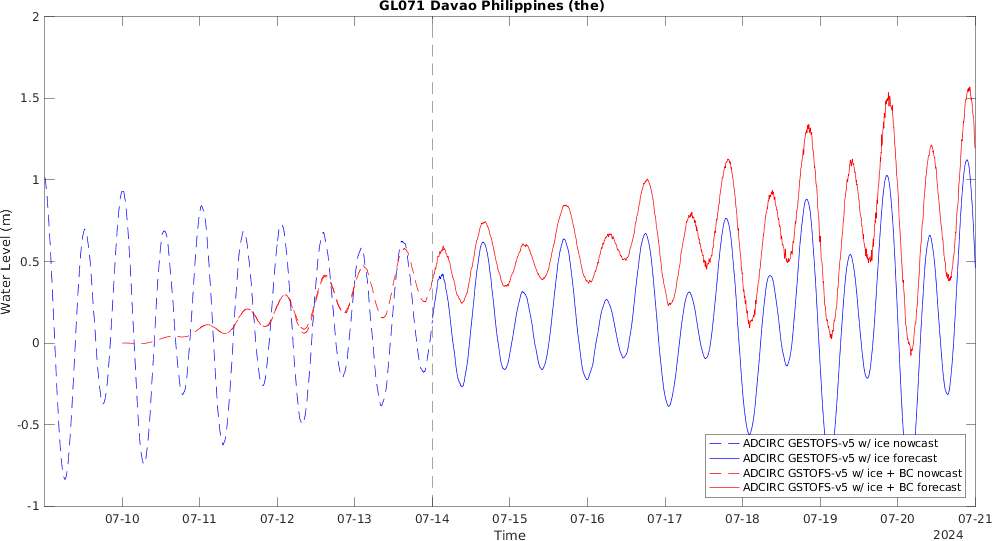 GL071 Davao Philippines (the)
2
1.5
1
0.5
0
-0.5
-1
Water Level (m)
ADCIRC GESTOFS-v5 w/ ice nowcast
ADCIRC GESTOFS-v5 w/ ice forecast
ADCIRC GSTOFS-v5 w/ ice + BC nowcast
ADCIRC GSTOFS-v5 w/ ice + BC forecast
07-10 07-11 07-12 07-13 07-14 07-15 07-16 07-17 07-18 07-19 07-20 07-21
Time
2024